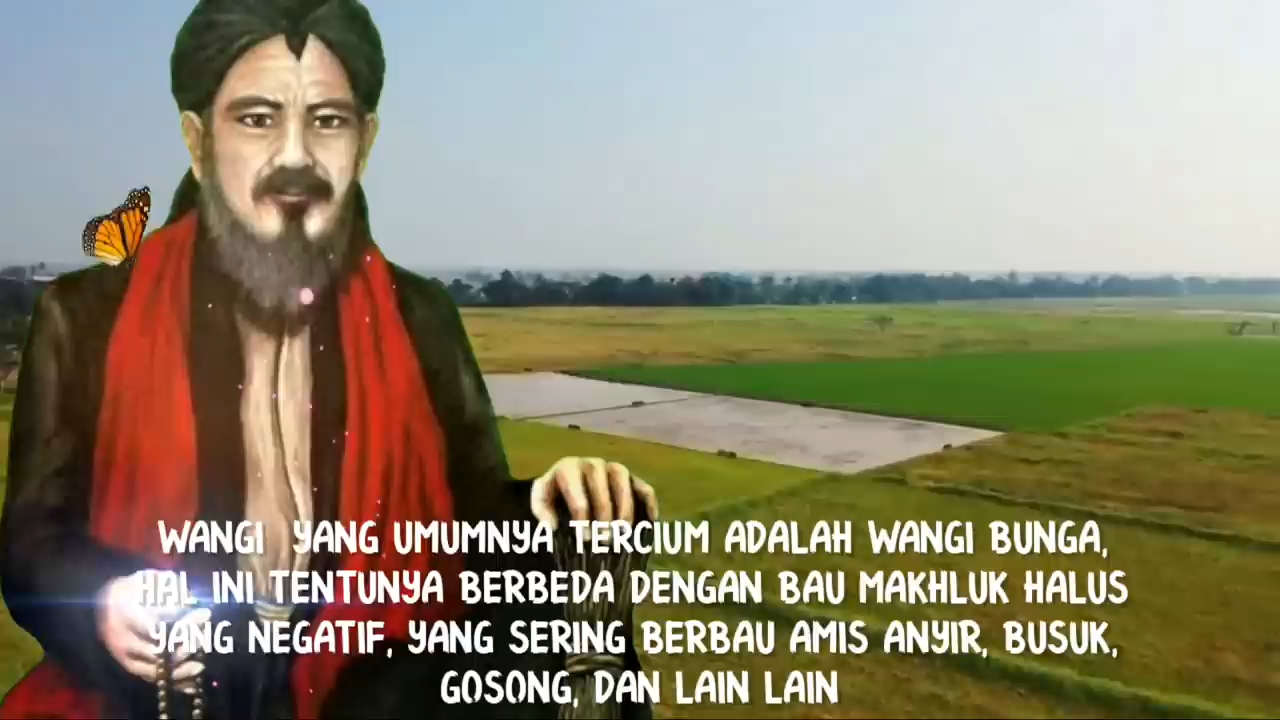 WANGI YANG UMUMNYA TERCIUM ADALAH WANGI BUNGA,
HAL INI TENTUNYA BERBEDA DENGAN BAU MAKHLUK HALUS
YANG NEGATIF, YANG SERING BERBAU AMIS ANYIR, BUSUK,
GOSONG, DAN LAIN LAIN